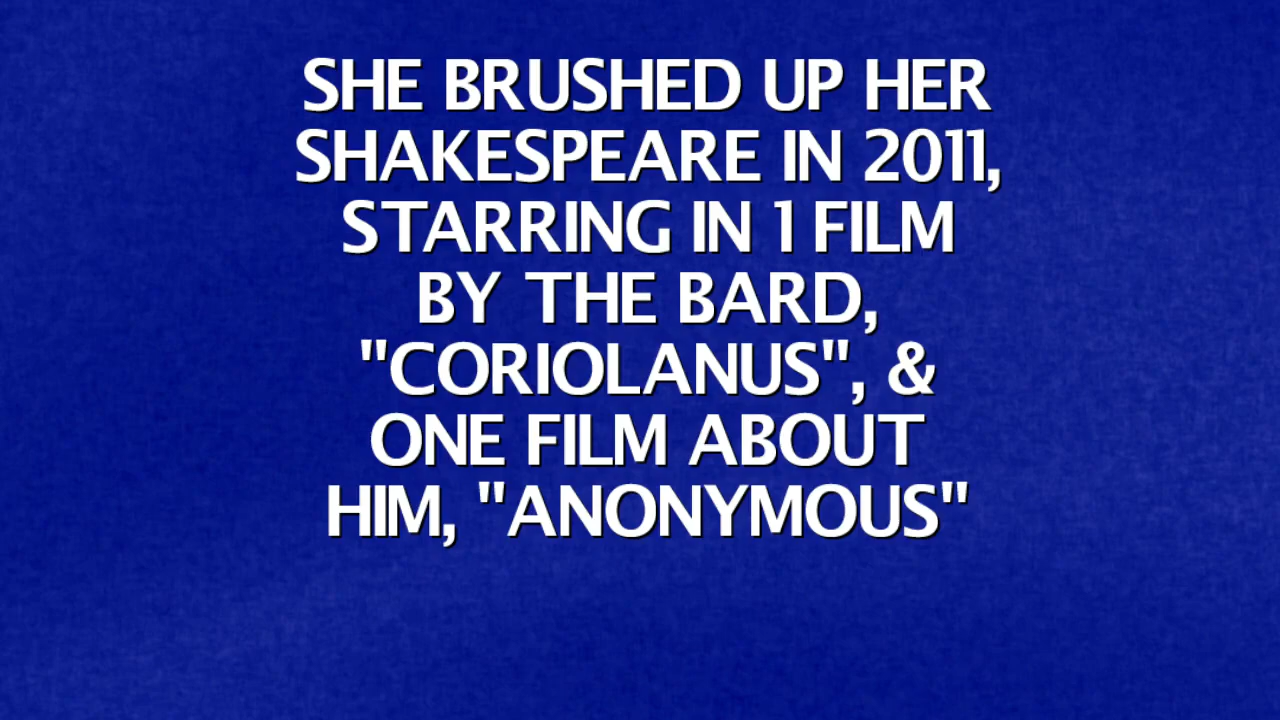 SHE BRUSHED UP HER
SHAKESPEARE IN 2011,
STARRING IN 1 FILM
BY THE BARD,
"CORIOLANUS", &
ONE FILM ABOUT
HIM, "ANONYMOUS"